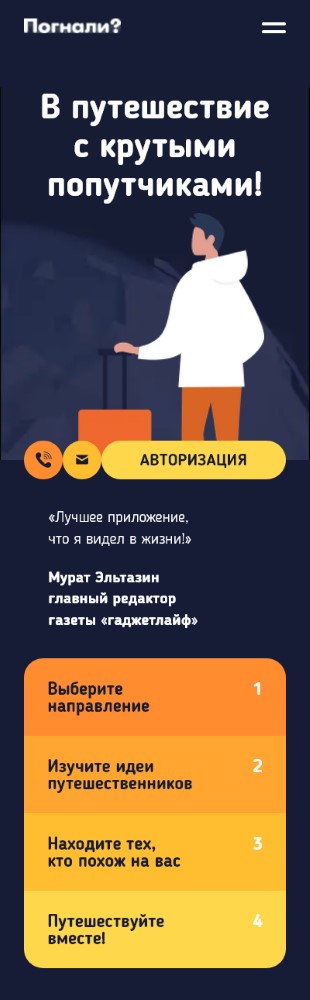 Погнали?
В путешествие
с крутыми
попутчиками!
АВТОРИЗАЦИЯ
«Лучшее приложение,
что я видел в жизни!»
Мурат Эльтазин
главный редактор
газеты «гаджетлайф»
Выберите
направление
1
Изучите идеи
путешественников
2
Находите тех,
кто похож на вас
3
Путешествуйте
вместе!
4